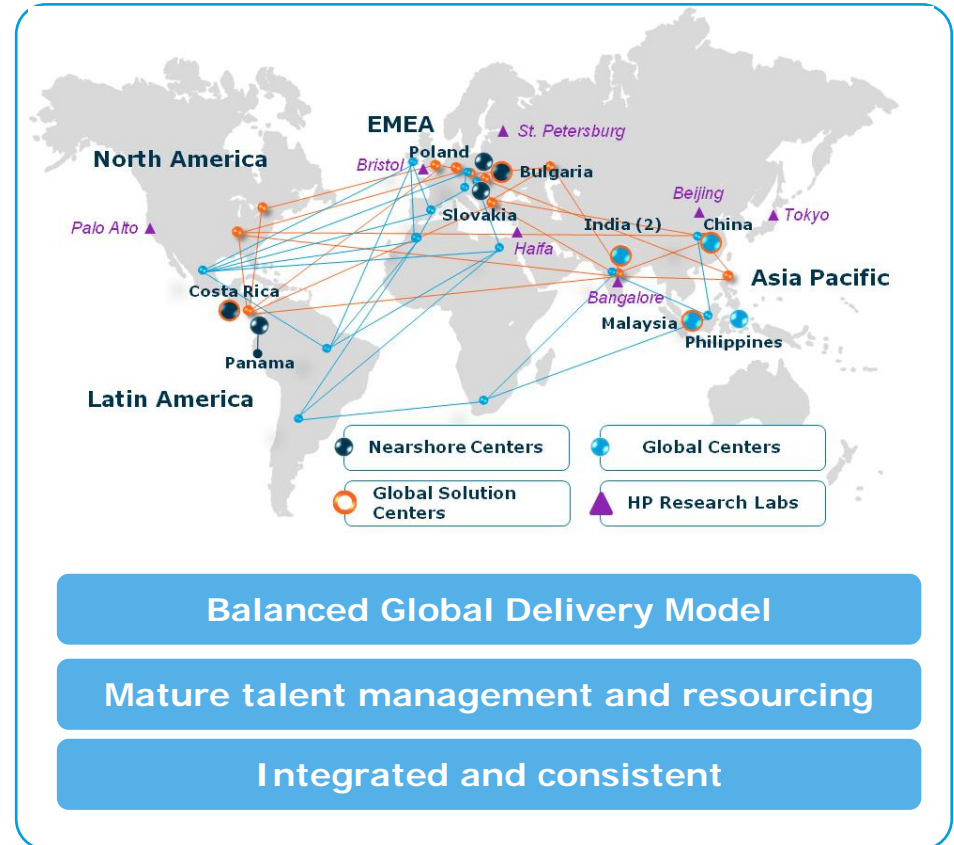 EMEA
St. Petersburg
North America
Poland
Bristol
Bulgaria
Beijing
Slovakia
India (2)
China
Tokyo
Palo Alto
Haifa
Costa Rica
Asia Pacific
Bangalore
Malaysia
Philippines
Panama
Latin America
Nearshore Centers
Global Centers
Global Solution
Centers
HP Research Labs
Balanced Global Delivery Model
Mature talent management and resourcing
Integrated and consistent